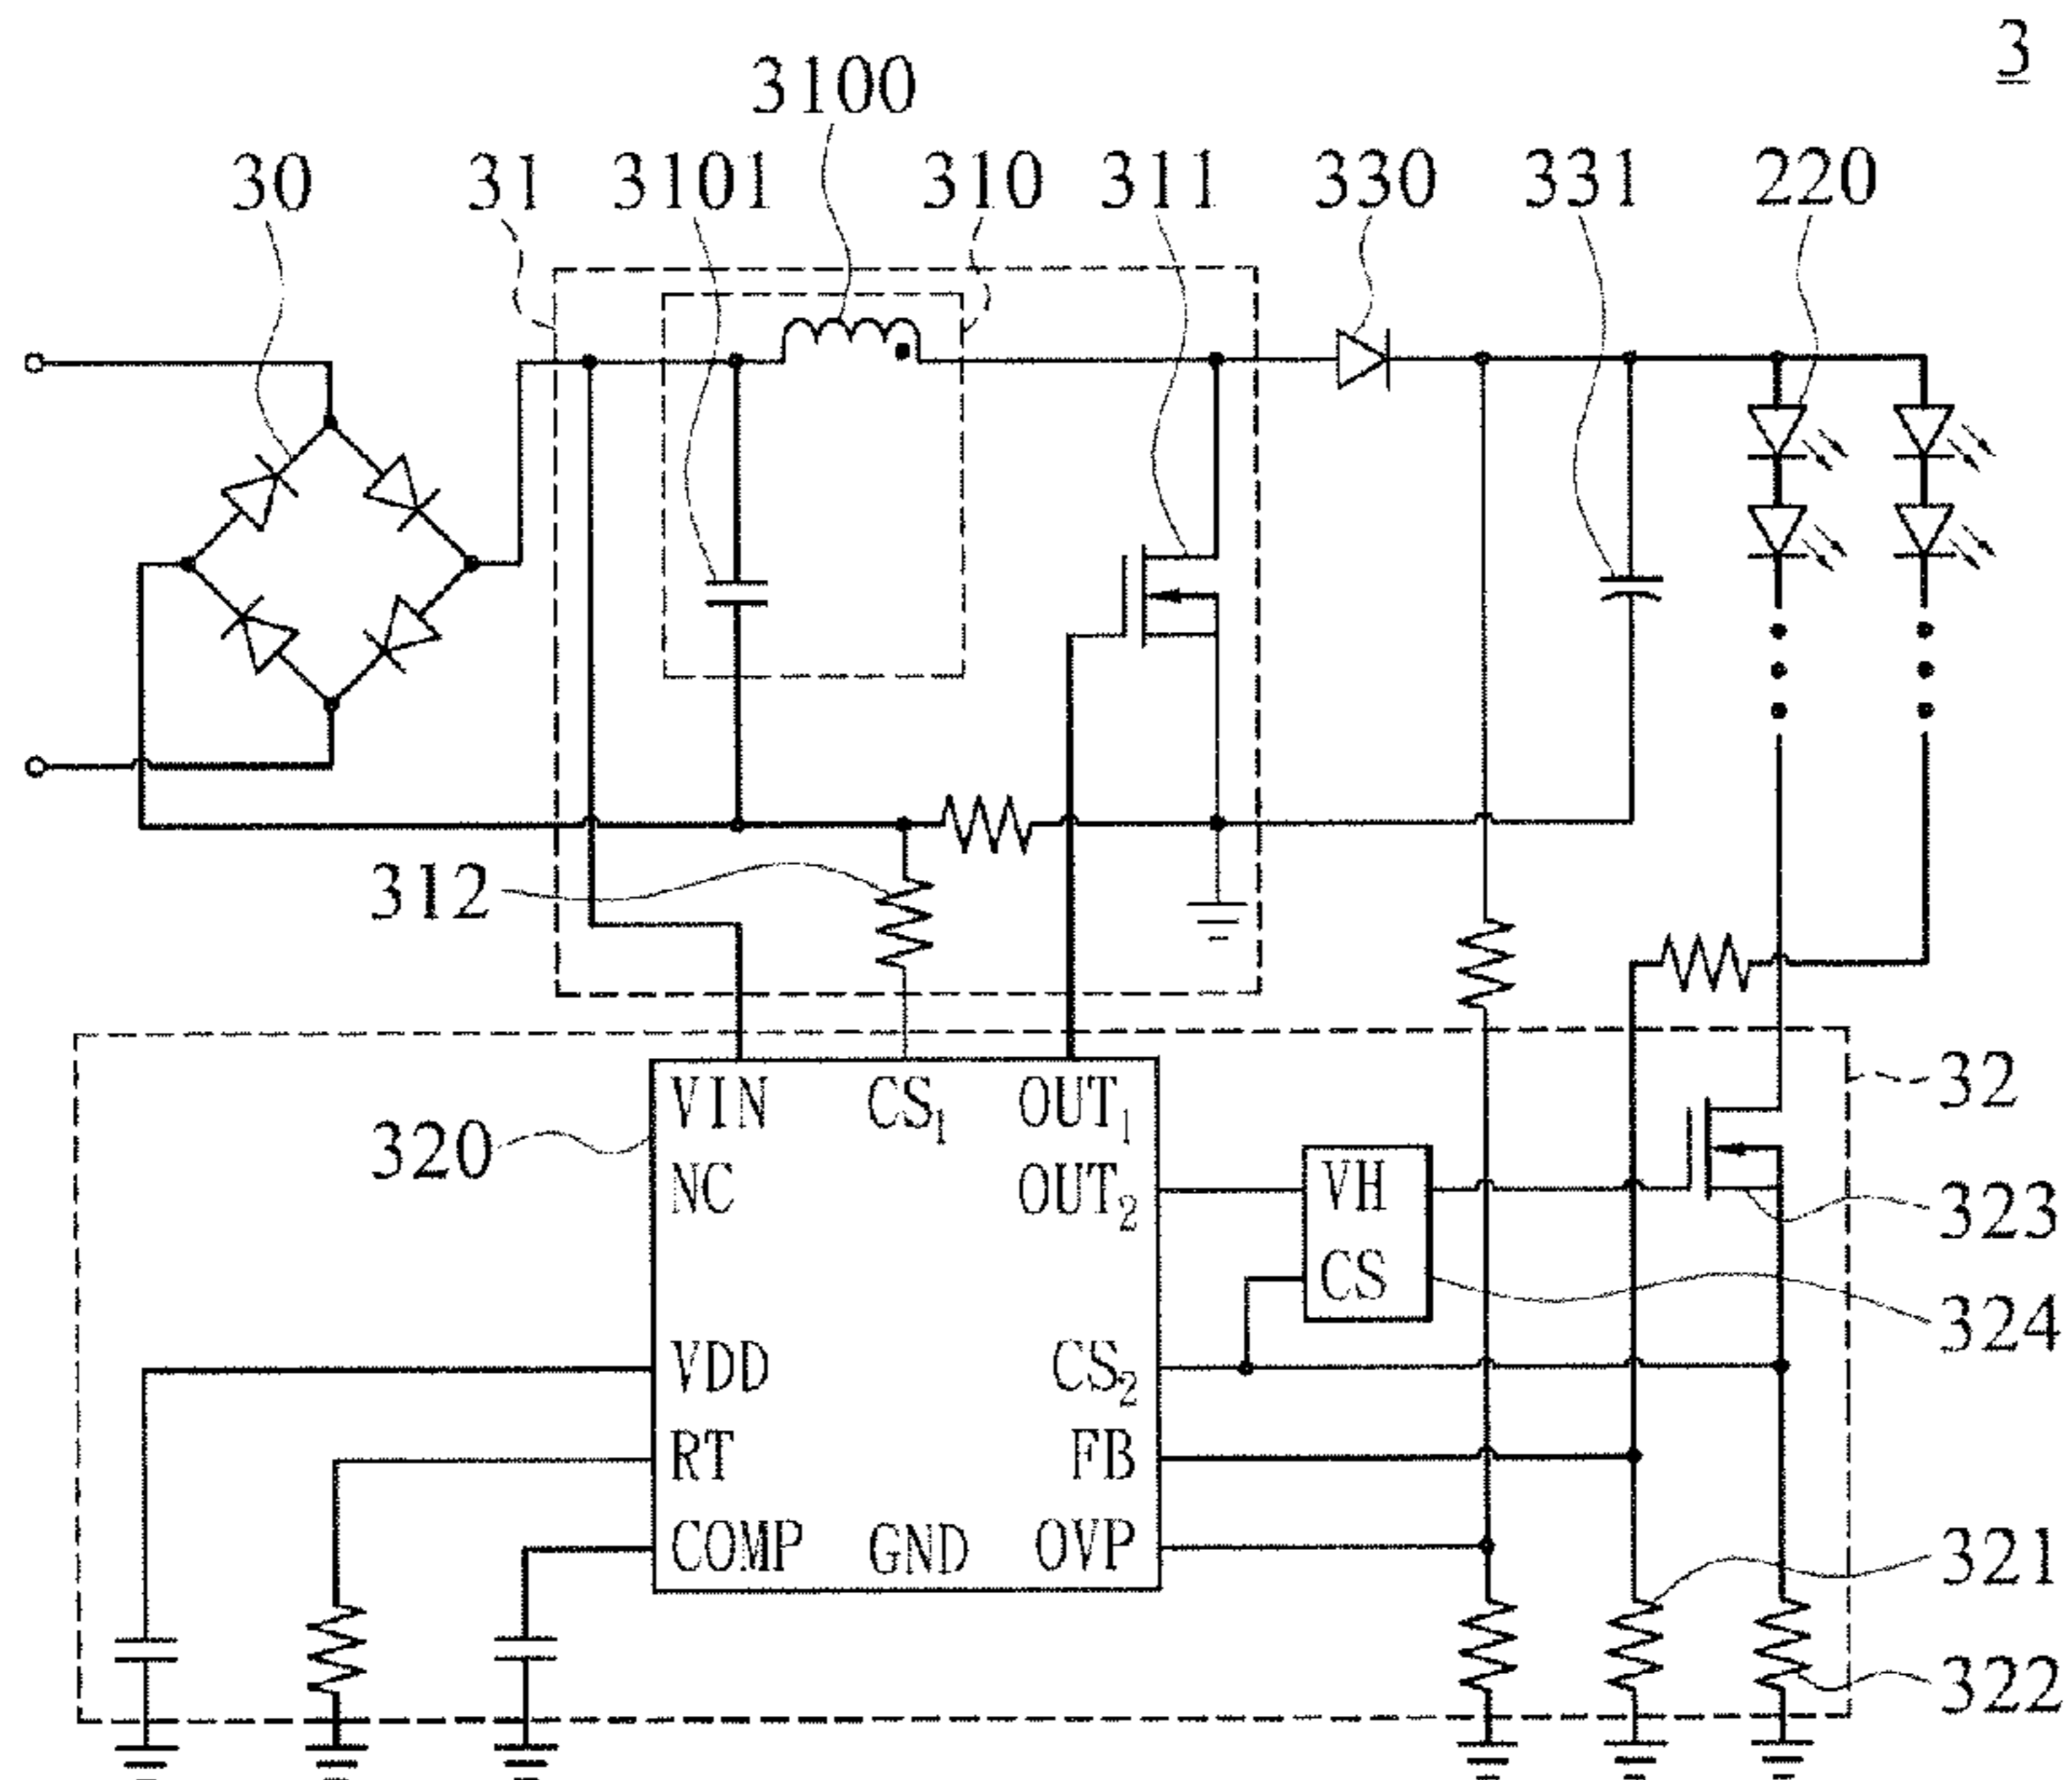 3
3100
30
31
3101
310
311
330
331
220
312
320
VIN
CS₁
OUT₁
NC
OUT₂
VDD
CS₂
RT
FB
COMP
GND
OVP
VH
CS
32
323
324
321
322